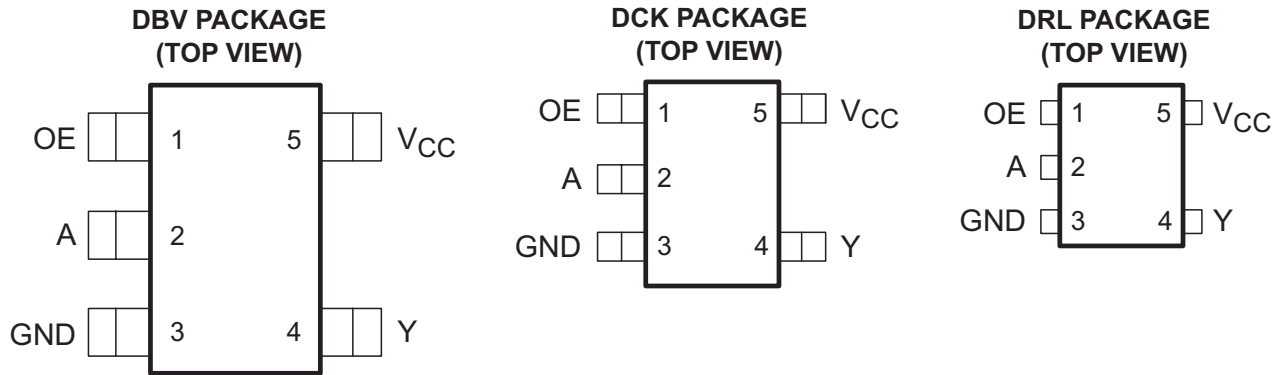 DBV PACKAGE
(TOP VIEW)
OE 1 5 VCC
A 2
GND 3 4 Y
DCK PACKAGE
(TOP VIEW)
OE 1 5 VCC
A 2
GND 3 4 Y
DRL PACKAGE
(TOP VIEW)
OE 1 5 VCC
A 2
GND 3 4 Y